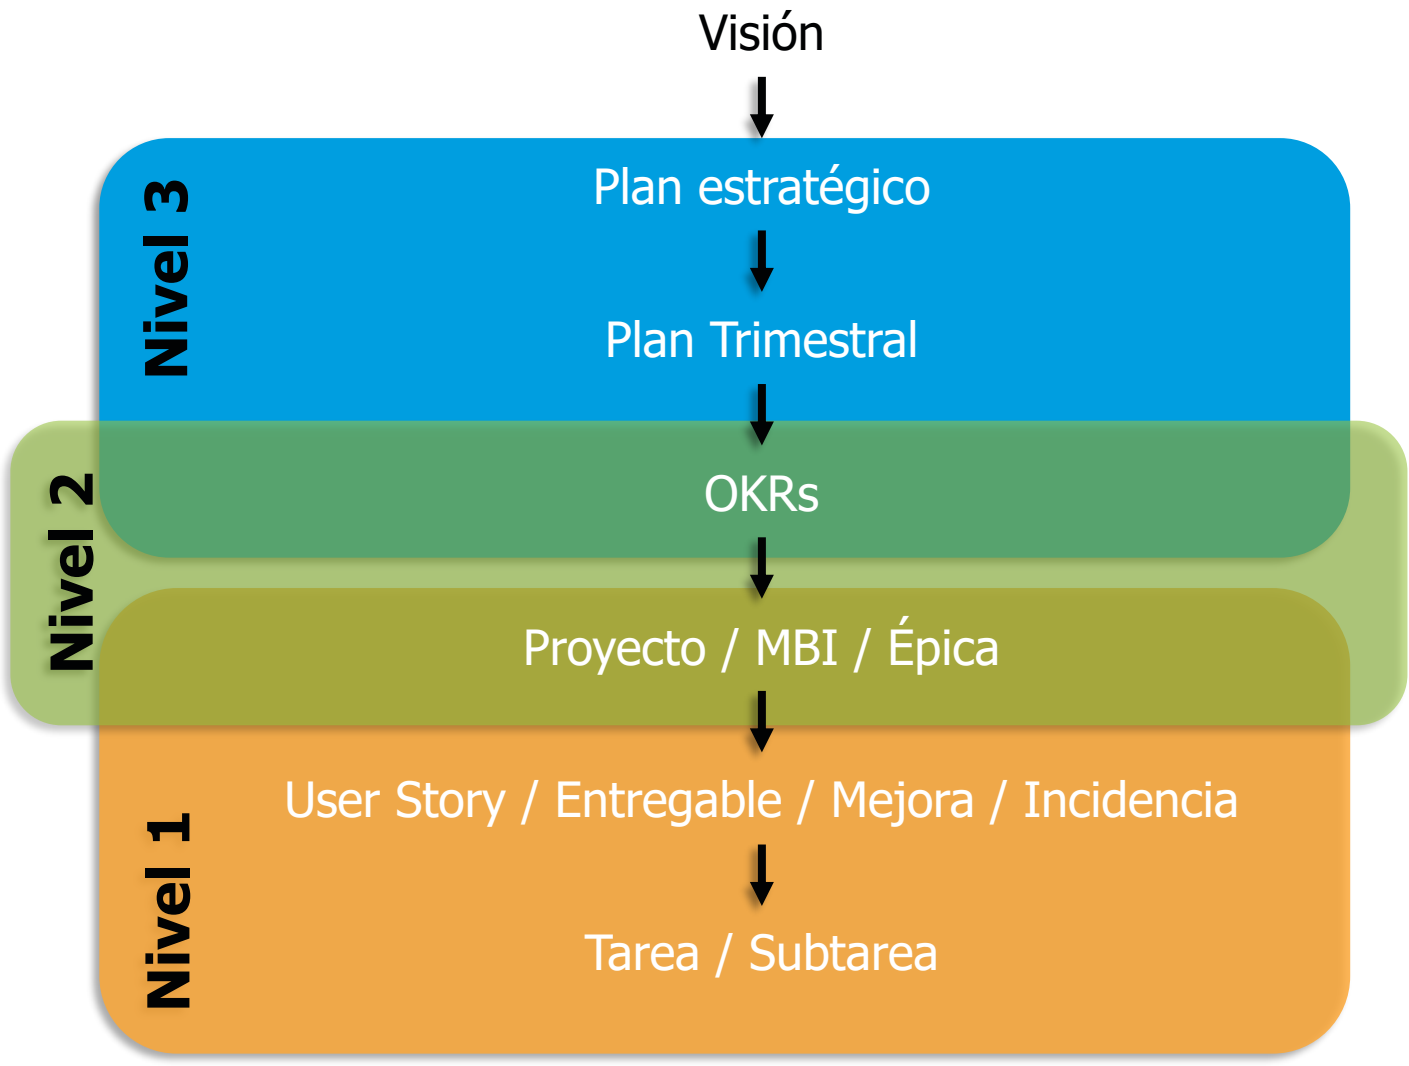 Visión
Nivel 3
Plan estratégico
Plan Trimestral
Nivel 2
OKRs
Proyecto / MBI / Épica
Nivel 1
User Story / Entregable / Mejora / Incidencia
Tarea / Subtarea